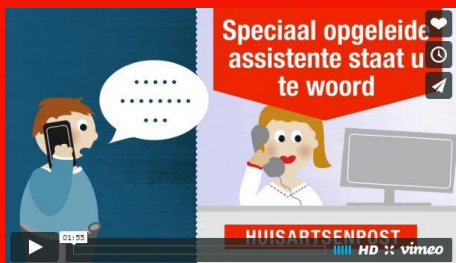 Speciaal opgeleide
assistente staat u
te woord
HUISARTSENPOST
01:55
HD vimeo